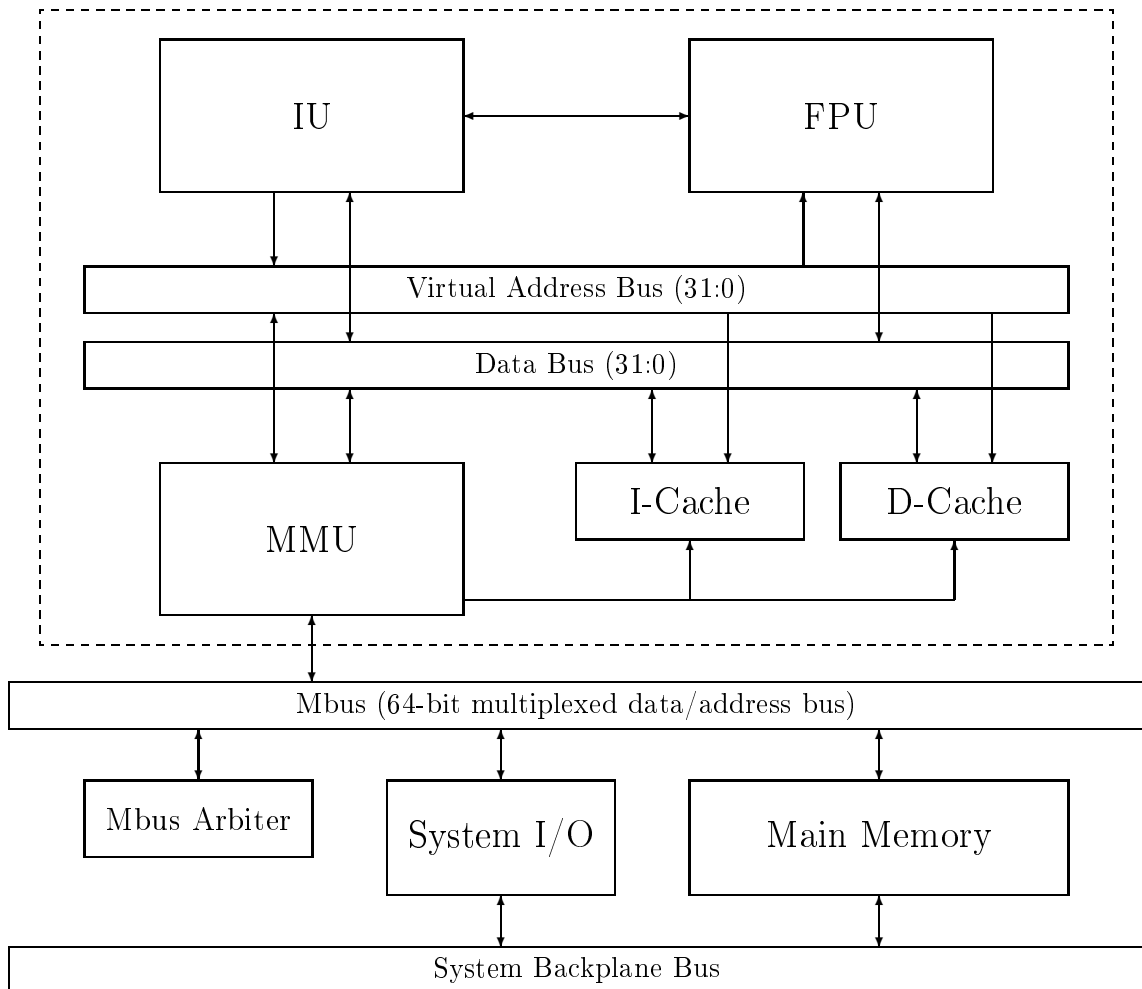 IU
FPU
Virtual Address Bus (31:0)
Data Bus (31:0)
MMU
I-Cache
D-Cache
Mbus (64-bit multiplexed data/address bus)
Mbus Arbiter
System I/O
Main Memory
System Backplane Bus